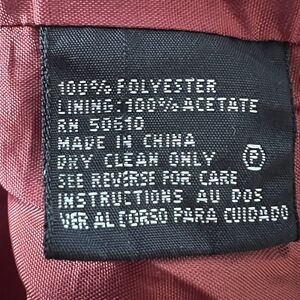 100% POLYESTER
LINING: 100% ACETATE
RN 50610
MADE IN CHINA
DRY CLEAN ONLY Ⓟ
SEE REVERSE FOR CARE
INSTRUCTIONS AU DOS
VER AL CORSO PARA CUIDADO